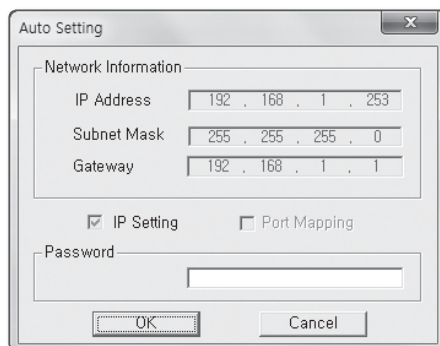 Auto Setting
Network Information
IP Address 192 . 168 . 1 . 253
Subnet Mask 255 . 255 . 255 . 0
Gateway 192 . 168 . 1 . 1
IP Setting Port Mapping
Password
OK Cancel